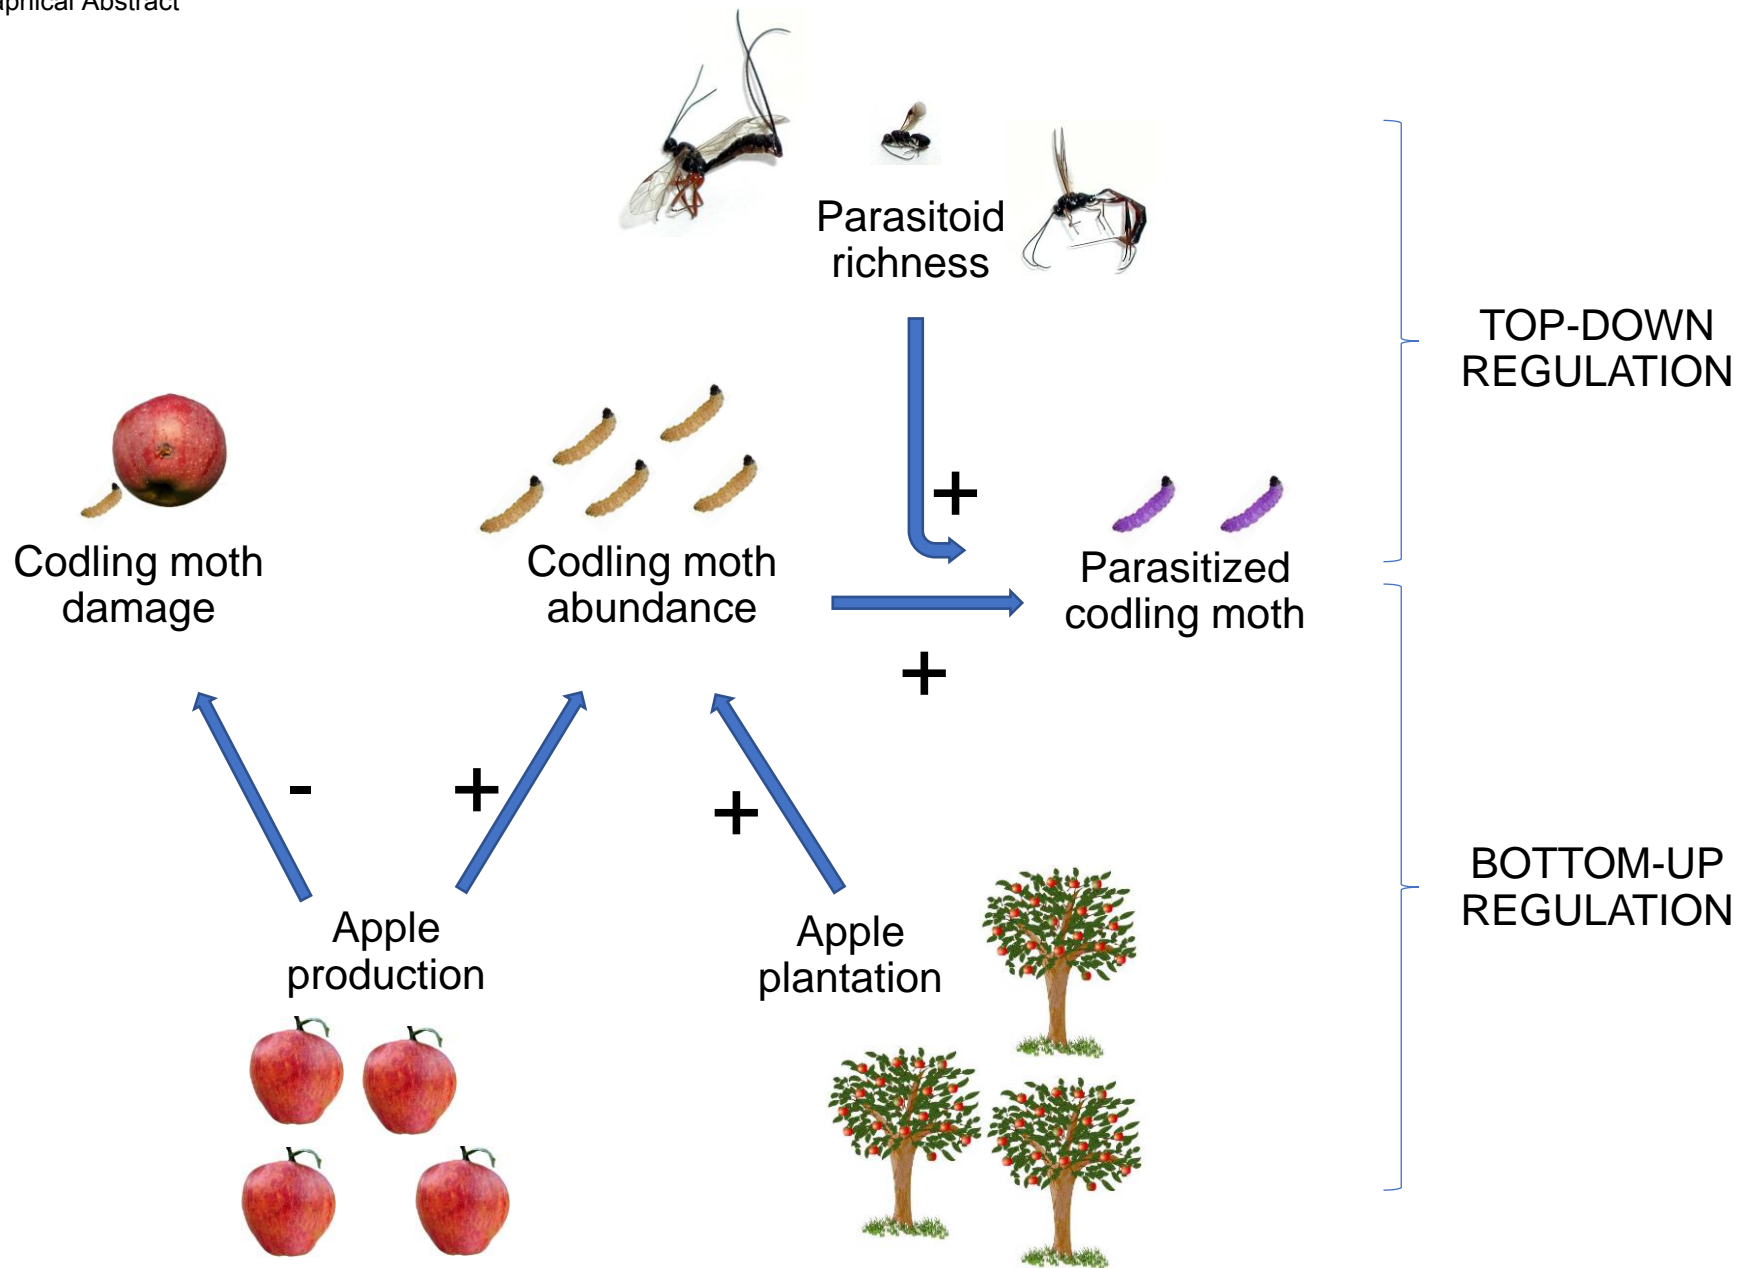 Parasitoid
richness
TOP-DOWN
REGULATION
+
Codling moth
damage
Codling moth
abundance
Parasitized
codling moth
+
-
+
+
BOTTOM-UP
REGULATION
Apple
production
Apple
plantation
Abstract